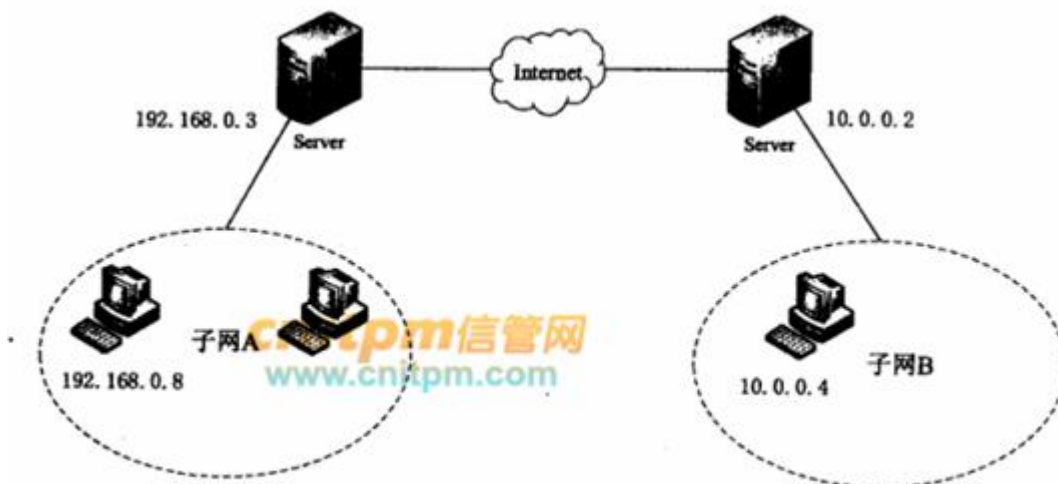 Internet
192.168.0.3
Server
10.0.0.2
Server
子网A
192.168.0.8
cnitpm信管网
www.cnitpm.com
子网B
10.0.0.4